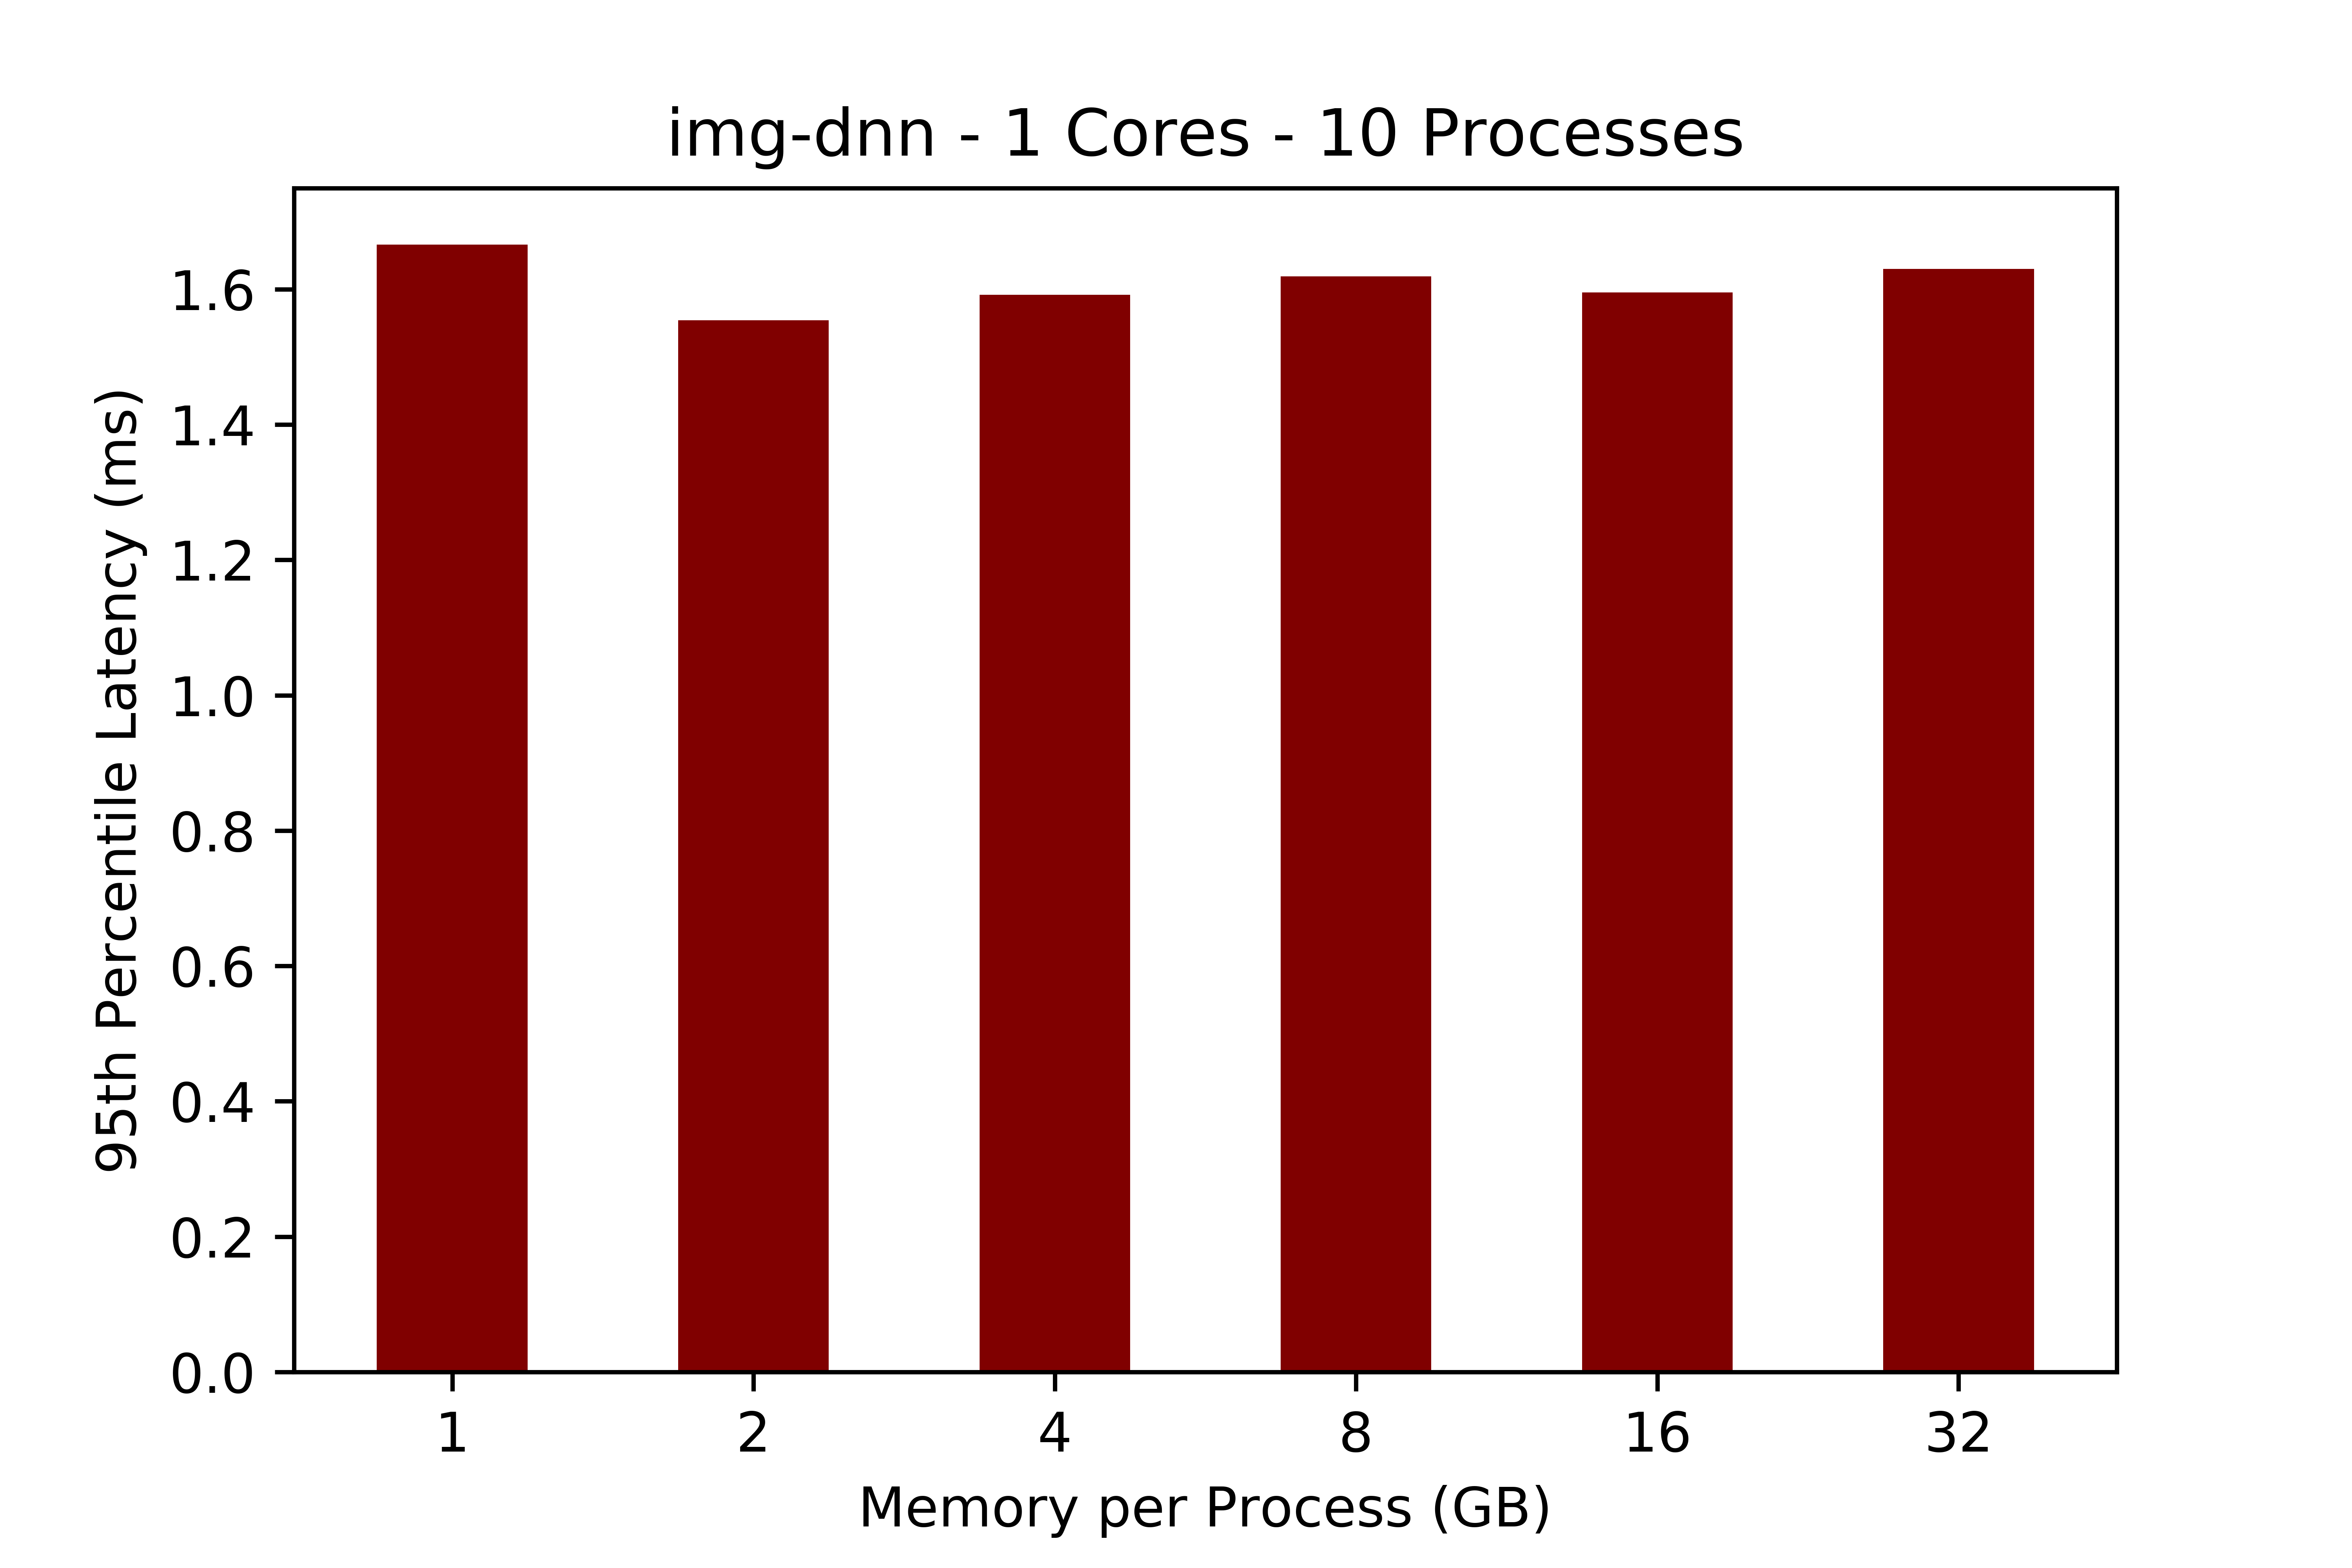 img-dnn - 1 Cores - 10 Processes
95th Percentile Latency (ms)
1.6
1.4
1.2
1.0
0.8
0.6
0.4
0.2
0.0
1 2 4 8 16 32
Memory per Process (GB)